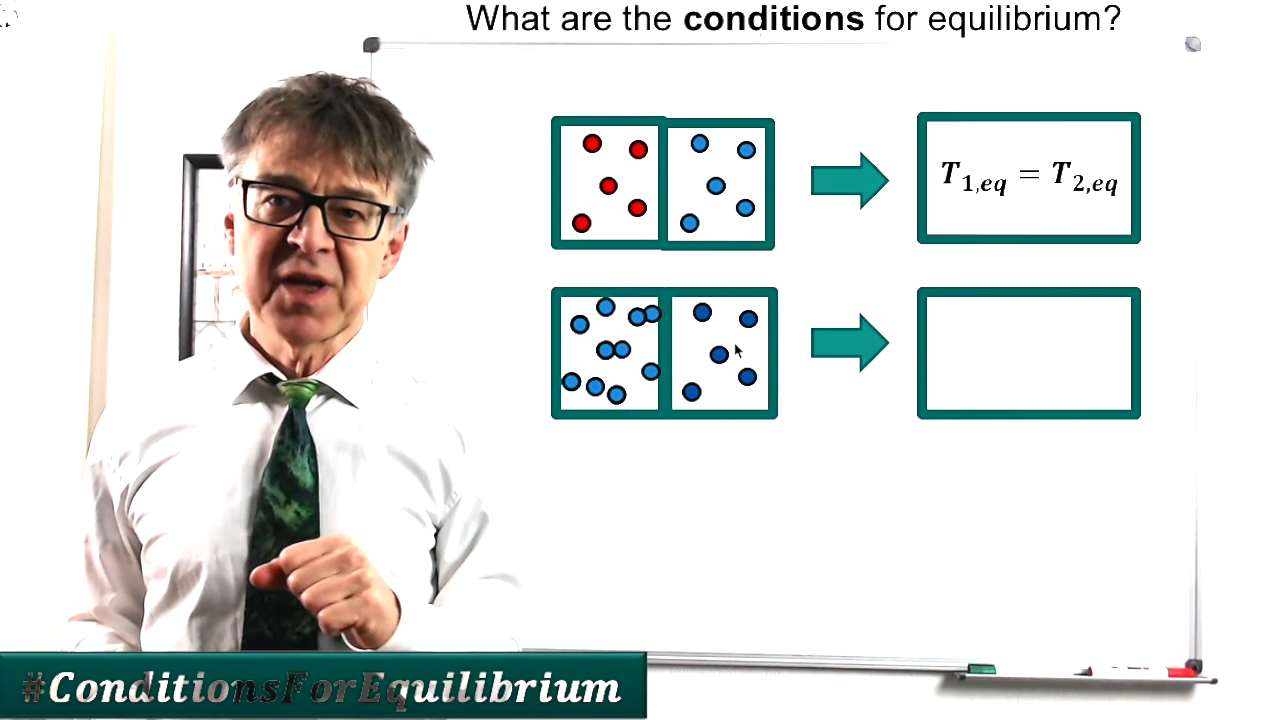 What are the conditions for equilibrium?
T1,eq = T2,eq
#ConditionsForEquilibrium